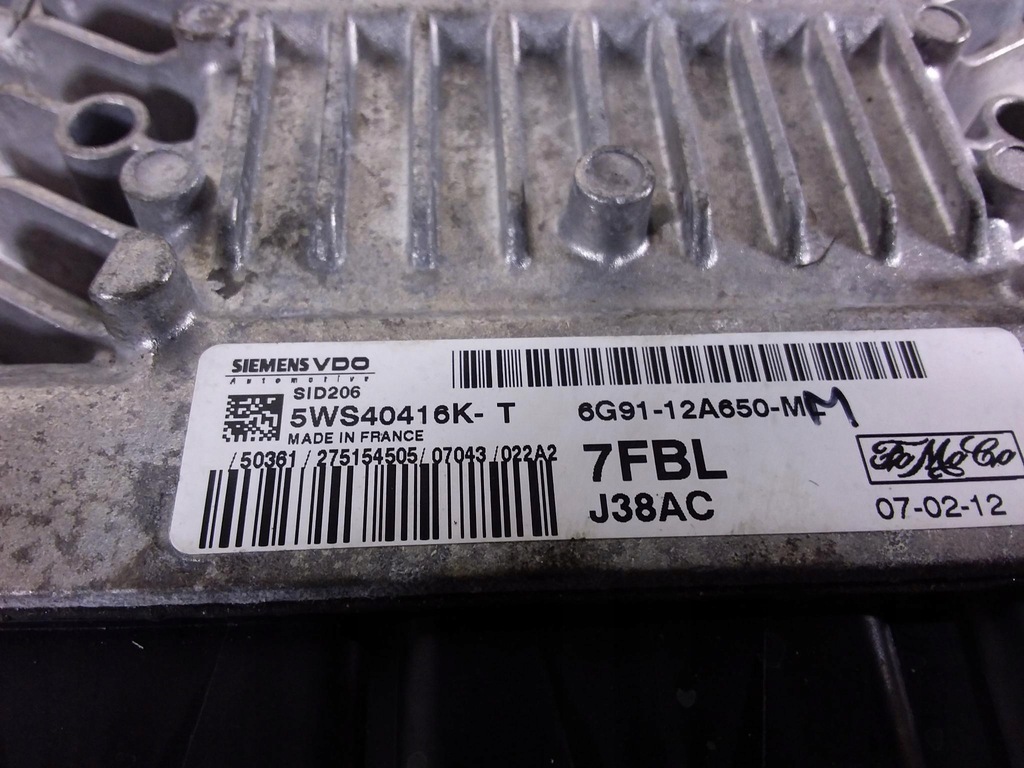 SIEMENS VDO
Automotive
SID206
5WS40416K- T
MADE IN FRANCE
/50361/275154505/07043/022A2
6G91-12A650-M
M
7FBL
J38AC
FoMoCo
07-02-12